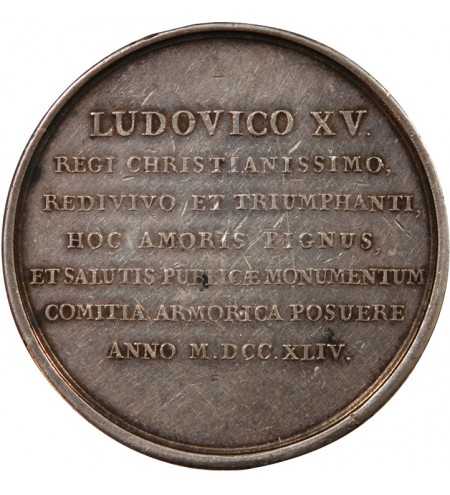 LUDOVICO XV.
REGI CHRISTIANISSIMO,
REDIVIVO, ET TRIUMPHANTI,
HOC AMORIS PIGNUS,
ET SALUTIS PUBLICÆ MONUMENTUM
COMITIA ARMORICA POSUERE
ANNO M.DCC.XLIV.